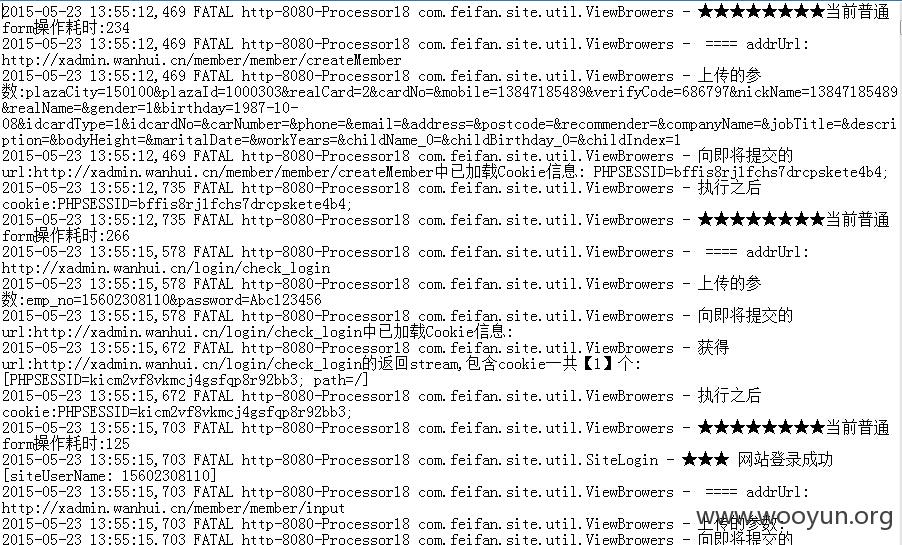 2015-05-23 13:55:12,469 FATAL http-8080-Processor18 com.feifan.site.util.ViewBrowers - ★★★★★★★★当前普通
form操作耗时:234
2015-05-23 13:55:12,469 FATAL http-8080-Processor18 com.feifan.site.util.ViewBrowers -  ==== addrUrl:
http://xadmin.wanhui.cn/member/member/createMember
2015-05-23 13:55:12,469 FATAL http-8080-Processor18 com.feifan.site.util.ViewBrowers - 上传的参
数:plazaCity=150100&plazaId=1000303&realCard=2&cardNo=&mobile=13847185489&verifyCode=686797&nickName=13847185489
&realName=&gender=1&birthday=1987-10-
08&idcardType=1&idcardNo=&carNumber=&phone=&email=&address=&postcode=&recommender=&companyName=&jobTitle=&descri
ption=&bodyHeight=&maritalDate=&workYears=&childName_0=&childBirthday_0=&childIndex=1
2015-05-23 13:55:12,469 FATAL http-8080-Processor18 com.feifan.site.util.ViewBrowers - 向即将提交的
url:http://xadmin.wanhui.cn/member/member/createMember中已加载Cookie信息: PHPSESSID=bffis8rj1fchs7drcpskete4b4;
2015-05-23 13:55:12,735 FATAL http-8080-Processor18 com.feifan.site.util.ViewBrowers - 执行之后
cookie:PHPSESSID=bffis8rj1fchs7drcpskete4b4;
2015-05-23 13:55:12,735 FATAL http-8080-Processor18 com.feifan.site.util.ViewBrowers - ★★★★★★★★当前普通
form操作耗时:266
2015-05-23 13:55:15,578 FATAL http-8080-Processor18 com.feifan.site.util.ViewBrowers -  ==== addrUrl:
http://xadmin.wanhui.cn/login/check_login
2015-05-23 13:55:15,578 FATAL http-8080-Processor18 com.feifan.site.util.ViewBrowers - 上传的参
数:emp_no=15602308110&password=Abc123456
2015-05-23 13:55:15,578 FATAL http-8080-Processor18 com.feifan.site.util.ViewBrowers - 向即将提交的
url:http://xadmin.wanhui.cn/login/check_login中已加载Cookie信息:
2015-05-23 13:55:15,672 FATAL http-8080-Processor18 com.feifan.site.util.ViewBrowers - 获得
url:http://xadmin.wanhui.cn/login/check_login的返回stream,包含cookie一共【1】个:
[PHPSESSID=kicm2vf8vkmcj4gsfqp8r92bb3; path=/]
2015-05-23 13:55:15,672 FATAL http-8080-Processor18 com.feifan.site.util.ViewBrowers - 执行之后
cookie:PHPSESSID=kicm2vf8vkmcj4gsfqp8r92bb3;
2015-05-23 13:55:15,703 FATAL http-8080-Processor18 com.feifan.site.util.ViewBrowers - ★★★★★★★★当前普通
form操作耗时:125
2015-05-23 13:55:15,703 FATAL http-8080-Processor18 com.feifan.site.util.SiteLogin - ★★★ 网站登录成功
[siteUserName: 15602308110]
2015-05-23 13:55:15,703 FATAL http-8080-Processor18 com.feifan.site.util.ViewBrowers -  ==== addrUrl:
http://xadmin.wanhui.cn/member/member/input
2015-05-23 13:55:15,703 FATAL http-8080-Processor18 com.feifan.site.util.ViewBrowers - 上传的参数:
2015-05-23 13:55:15,703 FATAL http-8080-Processor18 com.feifan.site.util.ViewBrowers - 向即将提交的
www.wooyun.org